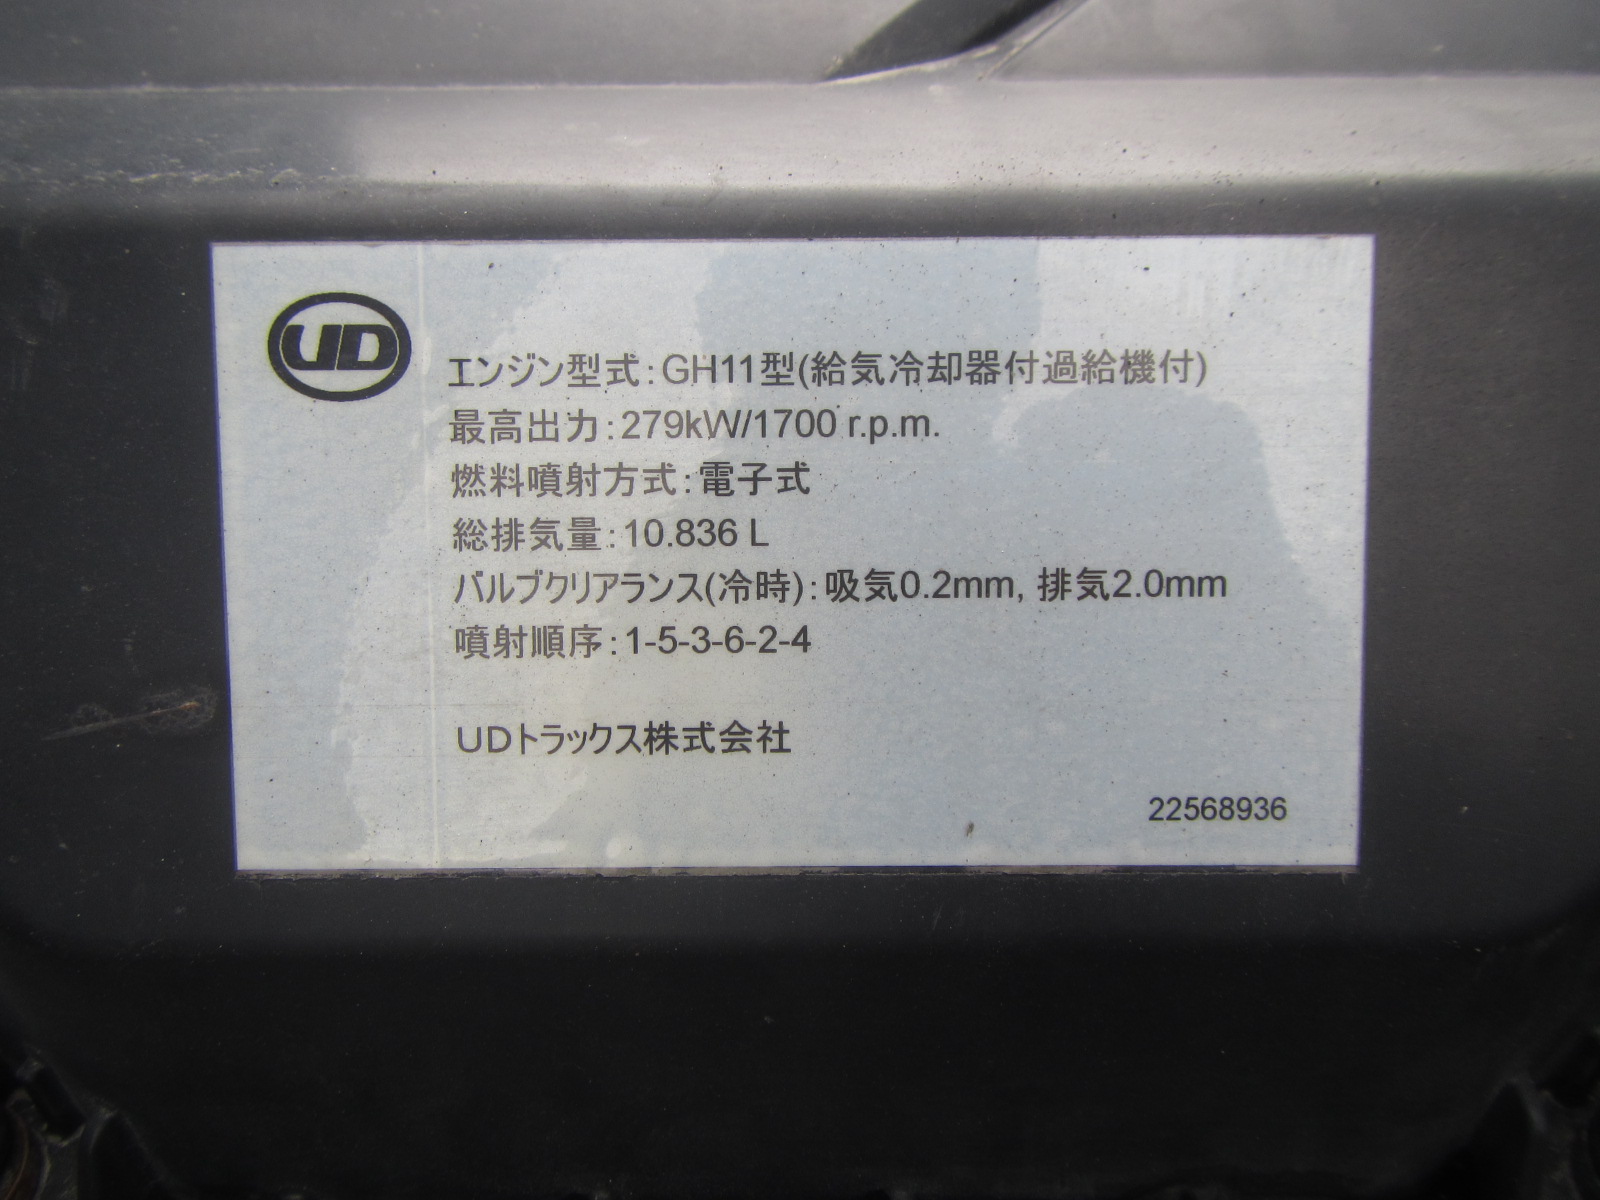 UD
エンジン型式:GH11型(給気冷却器付過給機付)
最高出力:279kW/1700 r.p.m.
燃料噴射方式:電子式
総排気量:10.836 L
バルブクリアランス(冷時):吸気0.2mm, 排気2.0mm
噴射順序:1-5-3-6-2-4
UDトラックス株式会社
22568936